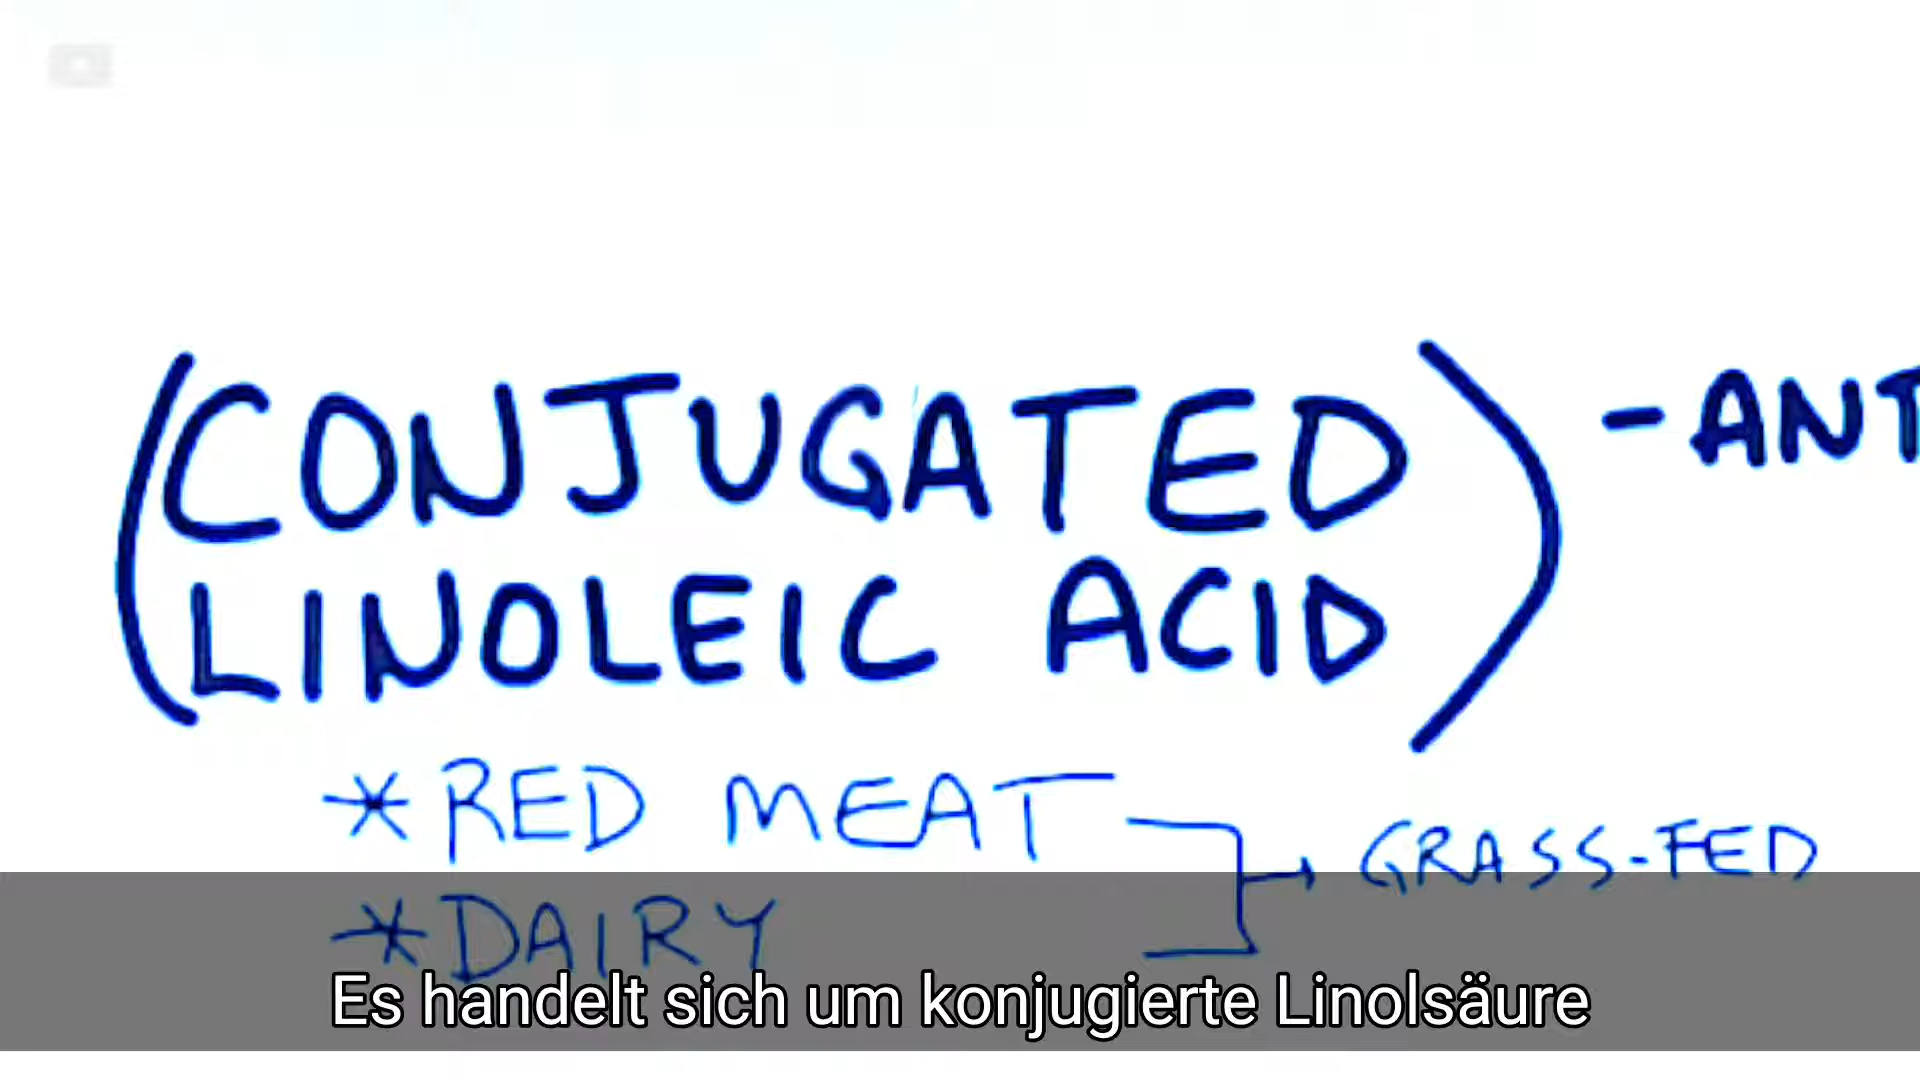 (CONJUGATED LINOLEIC ACID) - ANT
* RED MEAT
→ GRASS-FED
* DAIRY
Es handelt sich um konjugierte Linolsäure